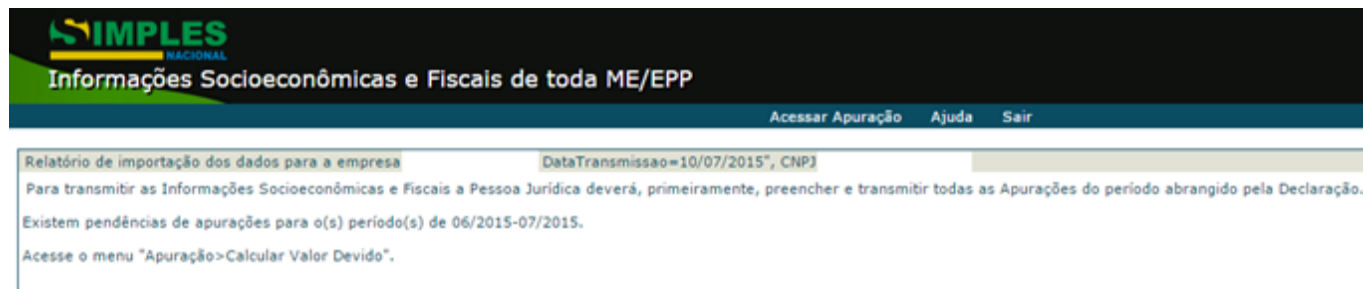 SIMPLES
NACIONAL
Informações Socioeconômicas e Fiscais de toda ME/EPP
Acessar Apuração Ajuda Sair
Relatório de importação dos dados para a empresa DataTransmissao=10/07/2015", CNPJ
Para transmitir as Informações Socioeconômicas e Fiscais a Pessoa Jurídica deverá, primeiramente, preencher e transmitir todas as Apurações do período abrangido pela Declaração.
Existem pendências de apurações para o(s) período(s) de 06/2015-07/2015.
Acesse o menu "Apuração>Calcular Valor Devido".